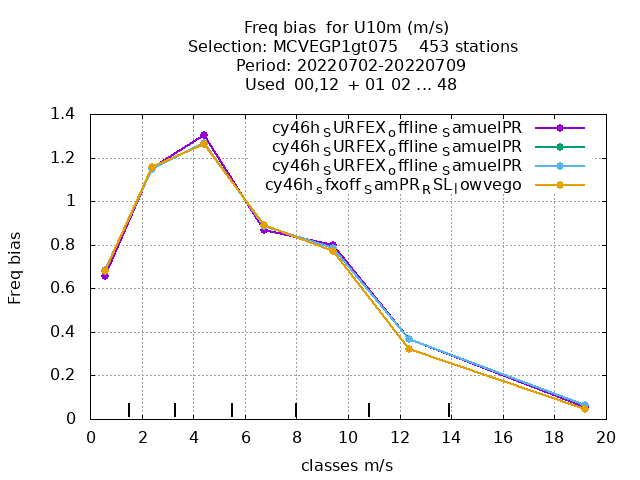 Freq bias  for U10m (m/s)
Selection: MCVEGP1gt075    453 stations
Period: 20220702-20220709
Used  00,12  + 01 02 ... 48
cy46h_SURFEX_offline_SamuelPR
cy46h_SURFEX_offline_SamuelPR
cy46h_SURFEX_offline_SamuelPR
cy46h_sfxoff_SamPR_RSL_lowvego
1.4
1.2
1
0.8
0.6
0.4
0.2
0
Freq bias
0 2 4 6 8 10 12 14 16 18 20
classes m/s